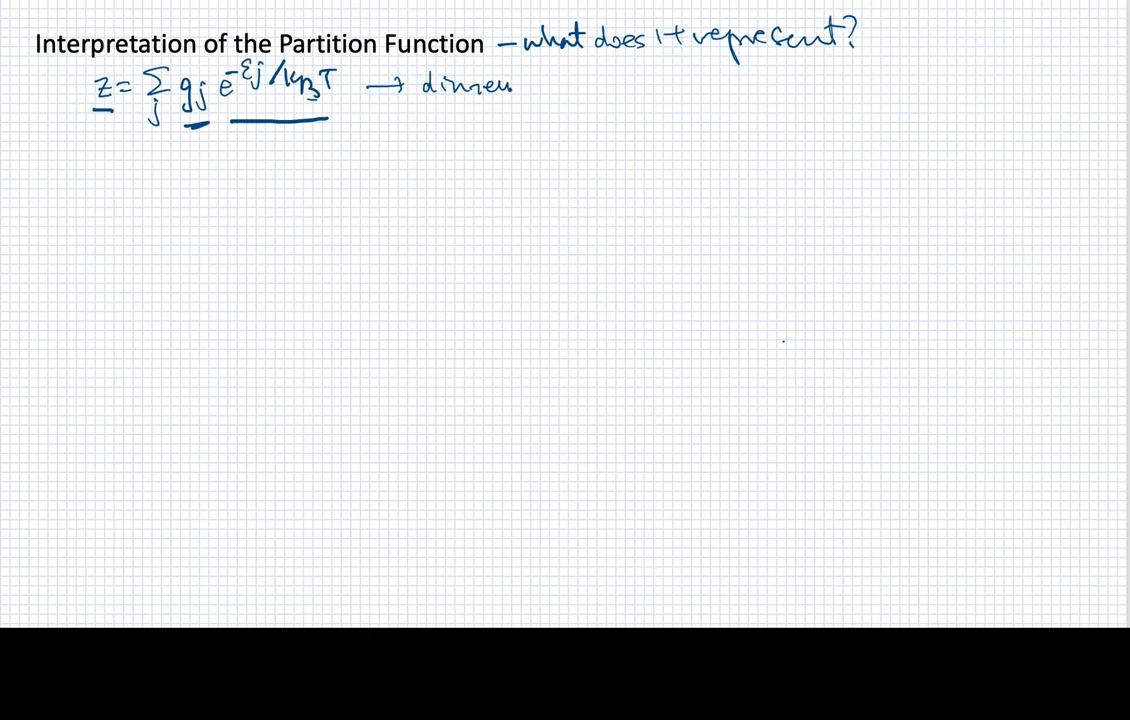 Interpretation of the Partition Function – what does it represent?
z = Σ_j g_j e^{-ε_j/k_BT} → dimen